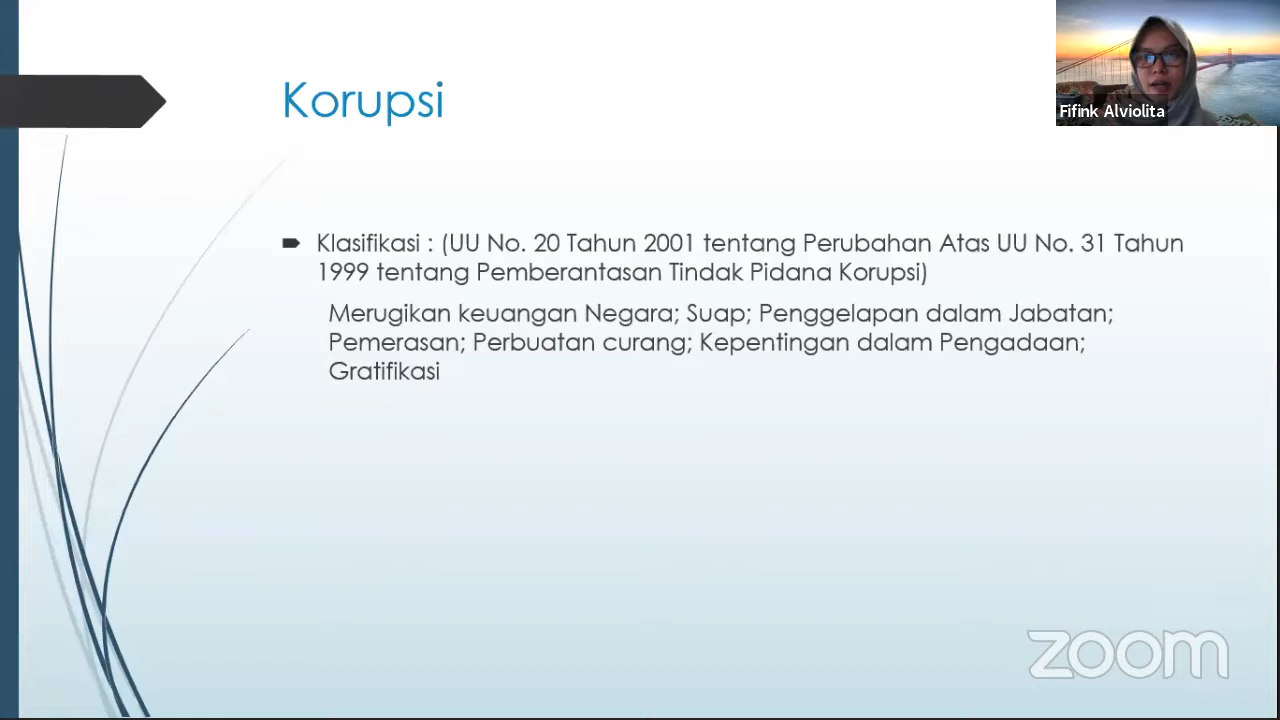 Korupsi
Fifink Alviolita
Klasifikasi : (UU No. 20 Tahun 2001 tentang Perubahan Atas UU No. 31 Tahun
1999 tentang Pemberantasan Tindak Pidana Korupsi)
Merugikan keuangan Negara; Suap; Penggelapan dalam Jabatan;
Pemerasan; Perbuatan curang; Kepentingan dalam Pengadaan;
Gratifikasi
zoom